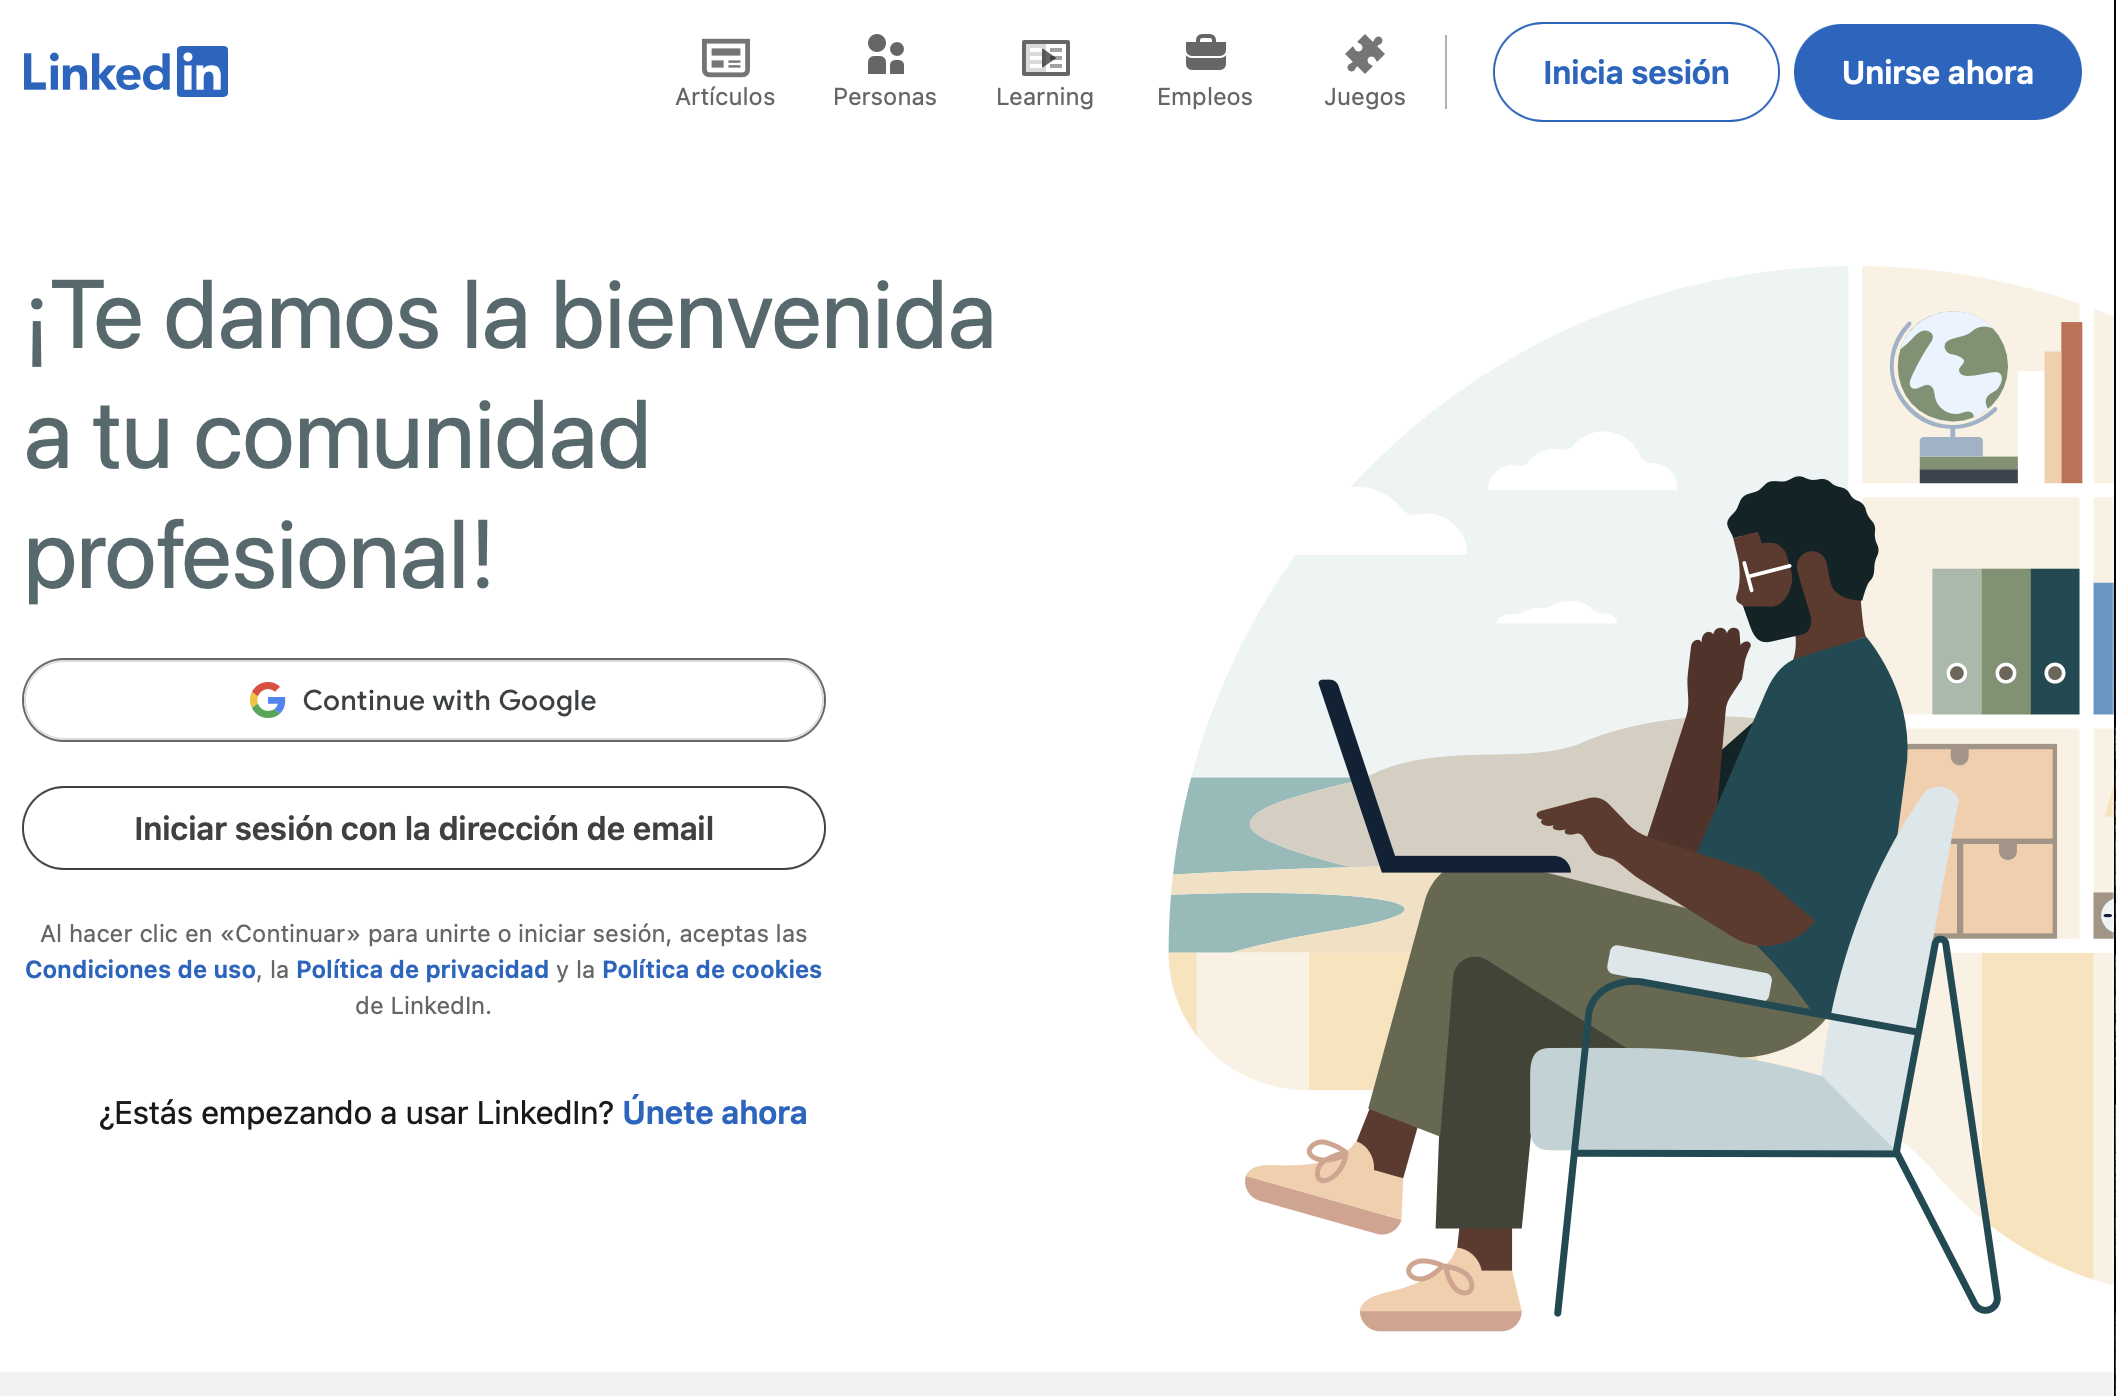 Linked in
Artículos
Personas
Learning
Empleos
Juegos
Inicia sesión
Unirse ahora
¡Te damos la bienvenida
a tu comunidad
profesional!
Continue with Google
Iniciar sesión con la dirección de email
Al hacer clic en «Continuar» para unirte o iniciar sesión, aceptas las
Condiciones de uso, la Política de privacidad y la Política de cookies
de LinkedIn.
¿Estás empezando a usar LinkedIn? Únete ahora